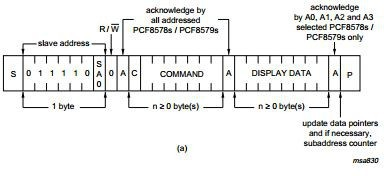 acknowledge by
all addressed
PCF8578s / PCF8579s
acknowledge
by A0, A1, A2 and A3
selected PCF8578s /
PCF8579s only
slave address
R / W
S 0 1 1 1 1 0 S A 0 0 A C COMMAND A DISPLAY DATA A P
1 byte
n ≥ 0 byte(s)
n ≥ 0 byte(s)
update data pointers
and if necessary,
subaddress counter
(a)
msa830